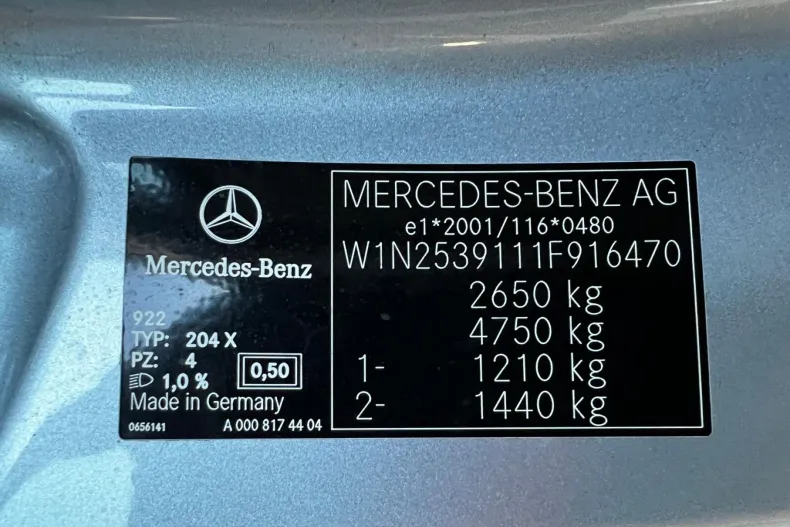 Mercedes-Benz
922
TYP: 204 X
PZ: 4
1,0 %
0,50
Made in Germany
0656141
A 000 817 44 04
MERCEDES-BENZ AG
e1*2001/116*0480
W1N2539111F916470
2650 kg
4750 kg
1- 1210 kg
2- 1440 kg